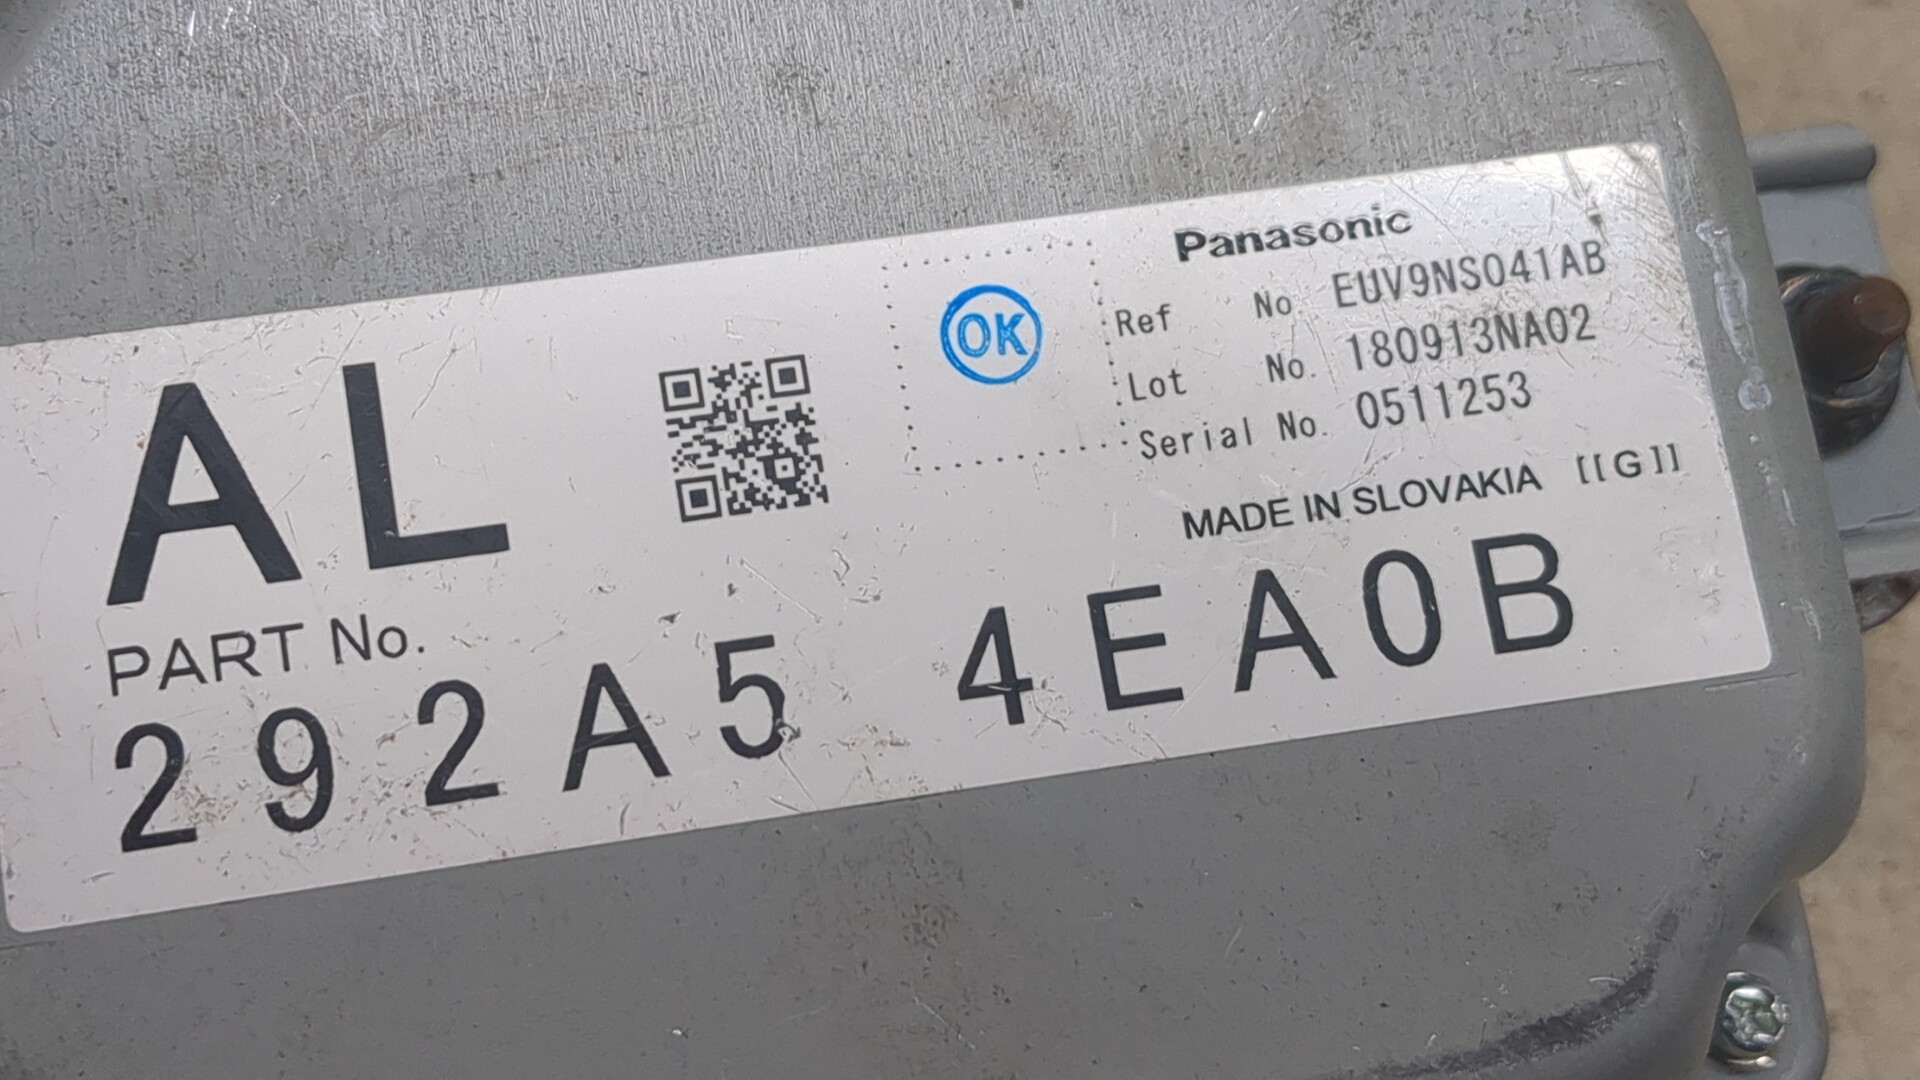 Panasonic
OK
Ref No EUV9NS041AB
Lot No. 180913NA02
Serial No. 0511253
MADE IN SLOVAKIA [[G]]
AL
PART No.
292A5 4EA0B